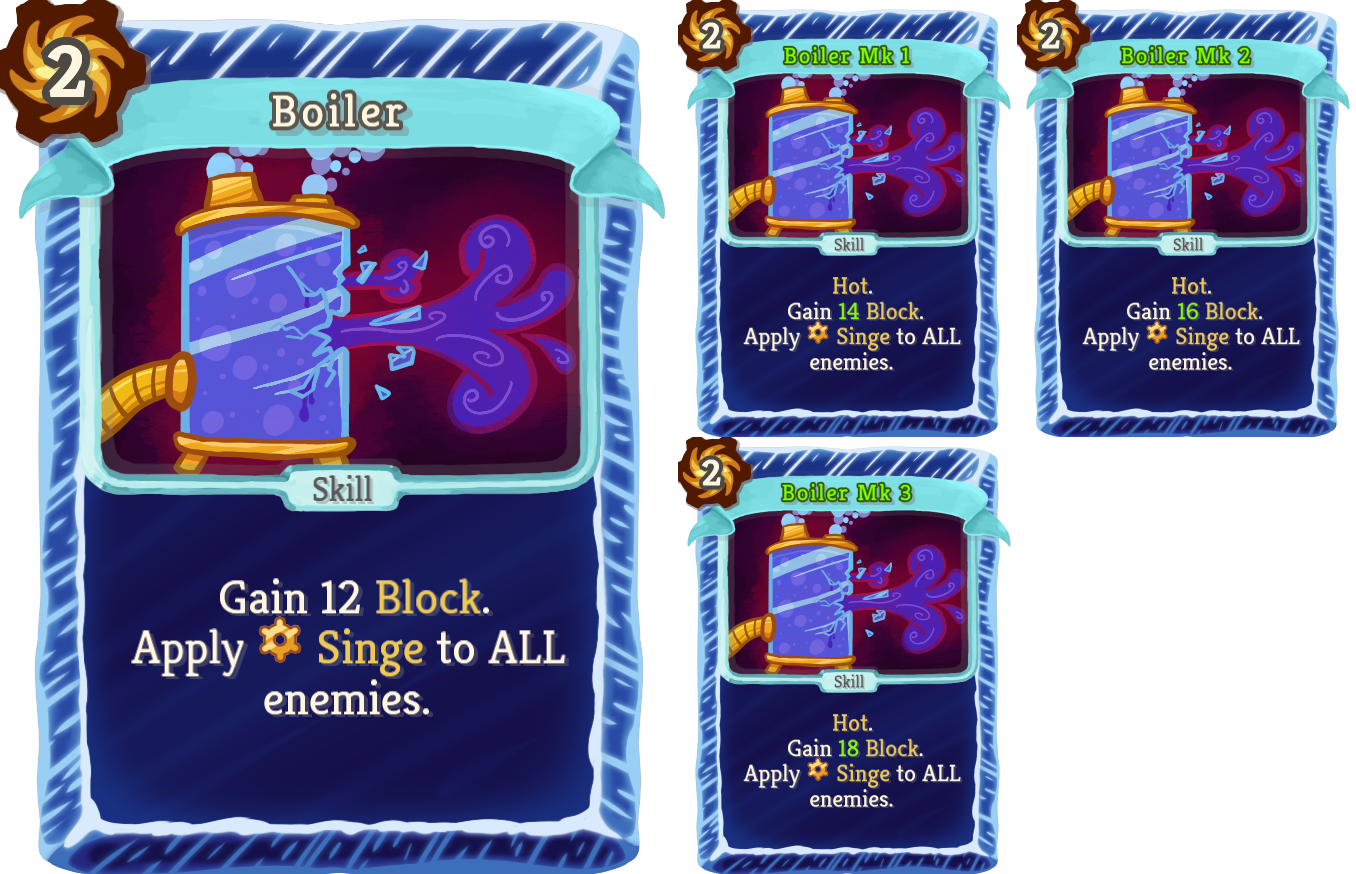 2
Boiler
Skill
Gain 12 Block.
Apply Singe to ALL
enemies.
2
Boiler Mk 1
Skill
Hot.
Gain 14 Block.
Apply Singe to ALL
enemies.
2
Boiler Mk 2
Skill
Hot.
Gain 16 Block.
Apply Singe to ALL
enemies.
2
Boiler Mk 3
Skill
Hot.
Gain 18 Block.
Apply Singe to ALL
enemies.